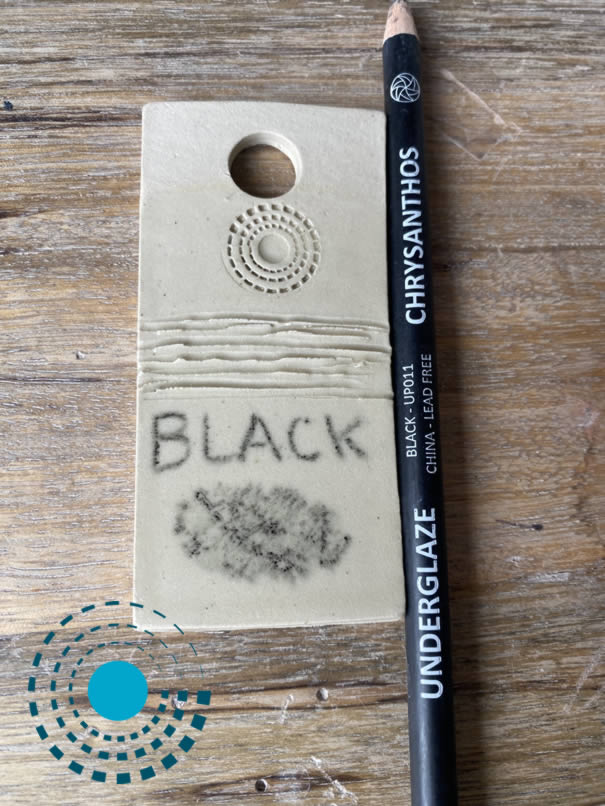 BLACK
UNDERGLAZE
BLACK - UP011
CHINA - LEAD FREE
CHRYSANTHOS